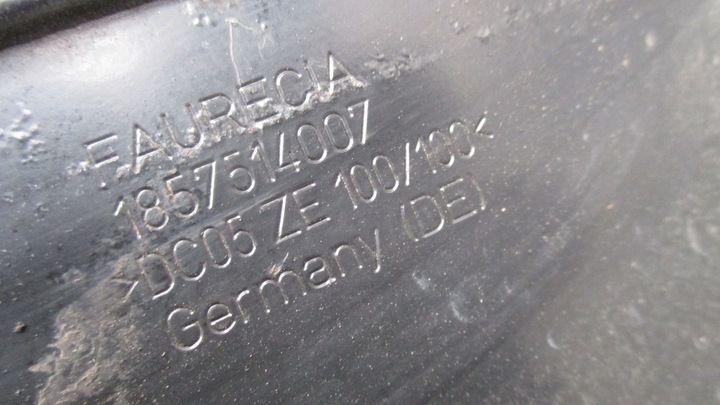 FAURECIA
1857514007
>DC05 ZE 100/100<
Germany (DE)